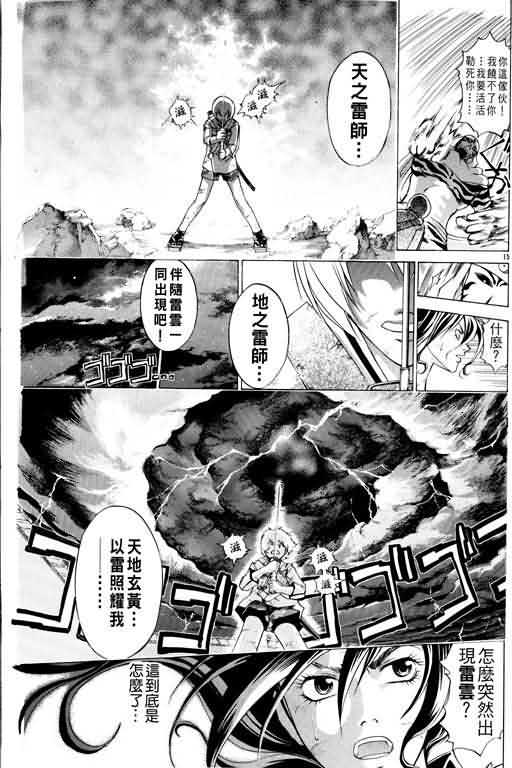 你這傢伙！
我饒不了你
…我要活活
勒死你……
天之雷師…
滋
滋
滋
15
什麼？
地之雷師…
伴隨雷雲一
同出現吧！
ゴゴゴゴ
滋
滋
滋
ゴゴゴゴゴ
天地玄黃…
以雷照耀我
………
怎麼突然出
現雷雲？
這到底是
怎麼了…